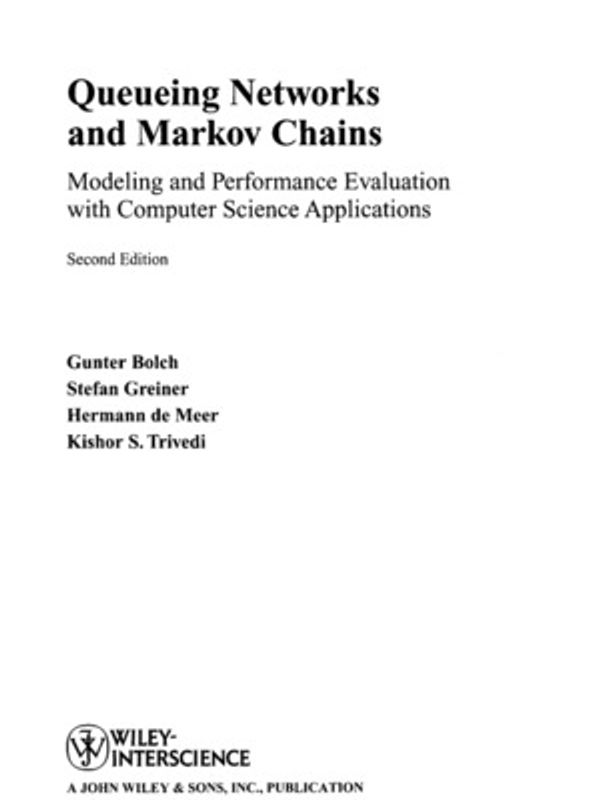 Queueing Networks
and Markov Chains
Modeling and Performance Evaluation
with Computer Science Applications
Second Edition
Gunter Bolch
Stefan Greiner
Hermann de Meer
Kishor S. Trivedi
WILEY-
INTERSCIENCE
A JOHN WILEY & SONS, INC., PUBLICATION